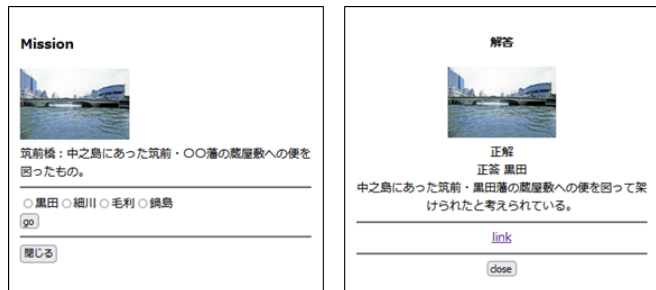 Mission
筑前橋：中之島にあった筑前・〇〇藩の蔵屋敷への便を
図ったもの。
黒田 細川 毛利 鍋島
go
閉じる
解答
正解
正答 黒田
中之島にあった筑前・黒田藩の蔵屋敷への便を図って架
けられたと考えられている。
link
close